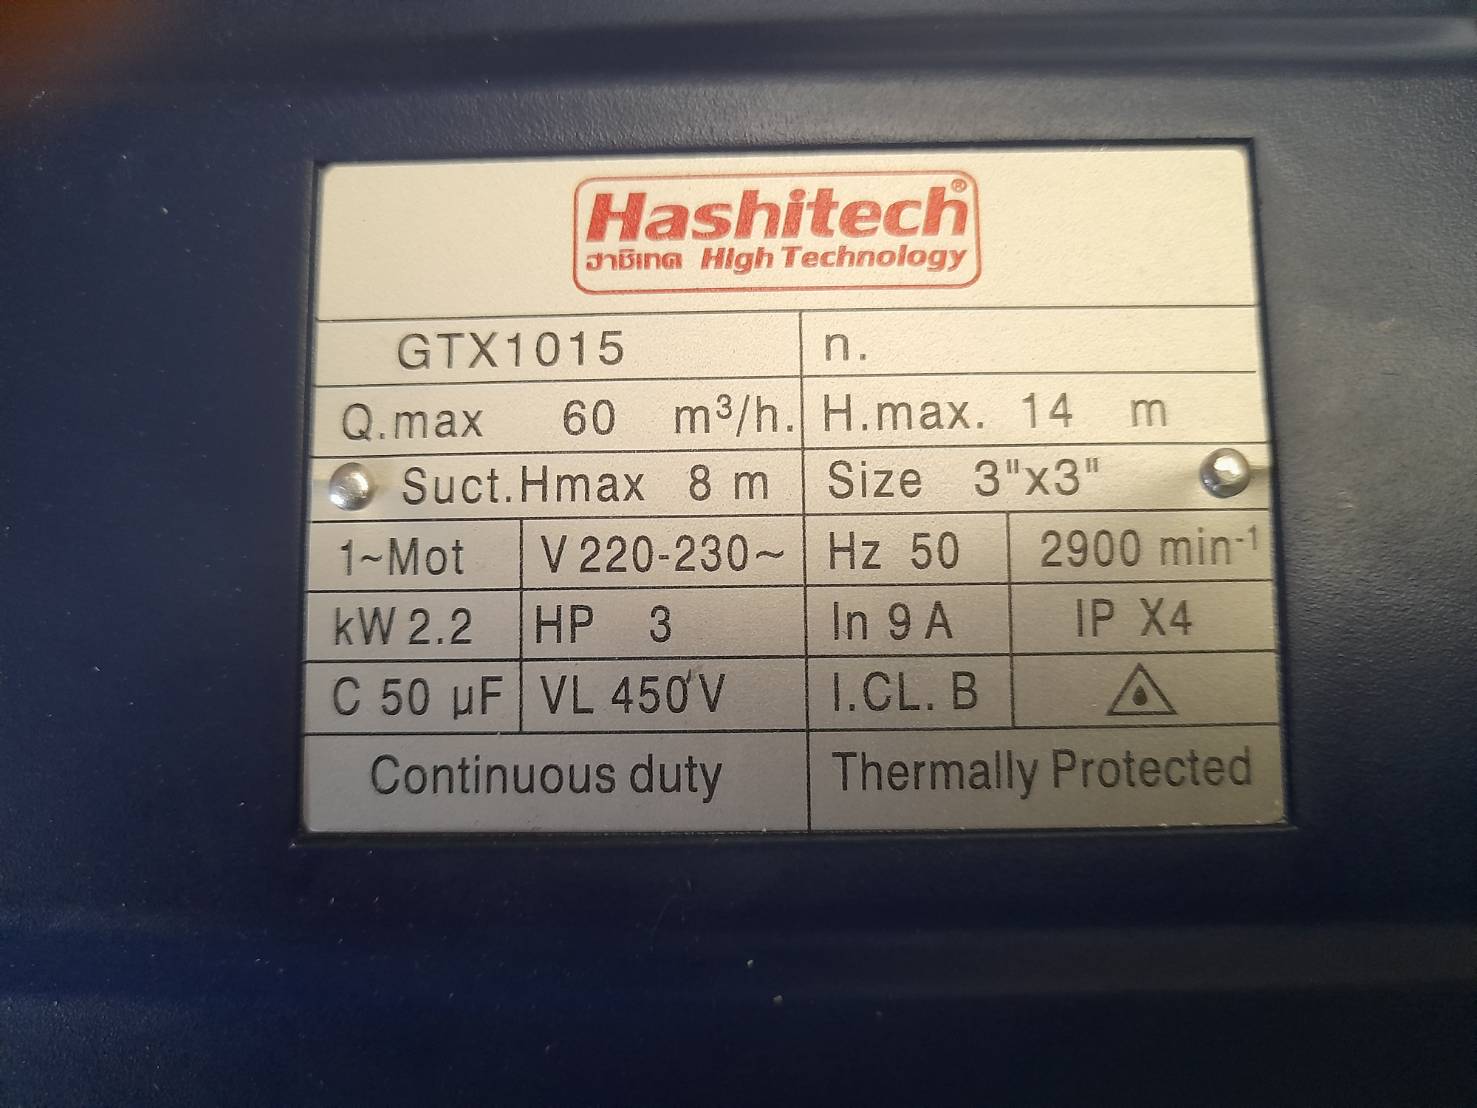 Hashitech®
ฮาชิเทค High Technology
GTX1015 n.
Q.max 60 m³/h. H.max. 14 m
Suct.Hmax 8 m Size 3"x3"
1~Mot V 220-230~ Hz 50 2900 min⁻¹
kW 2.2 HP 3 In 9 A IP X4
C 50 µF VL 450 V I.CL. B
Continuous duty Thermally Protected